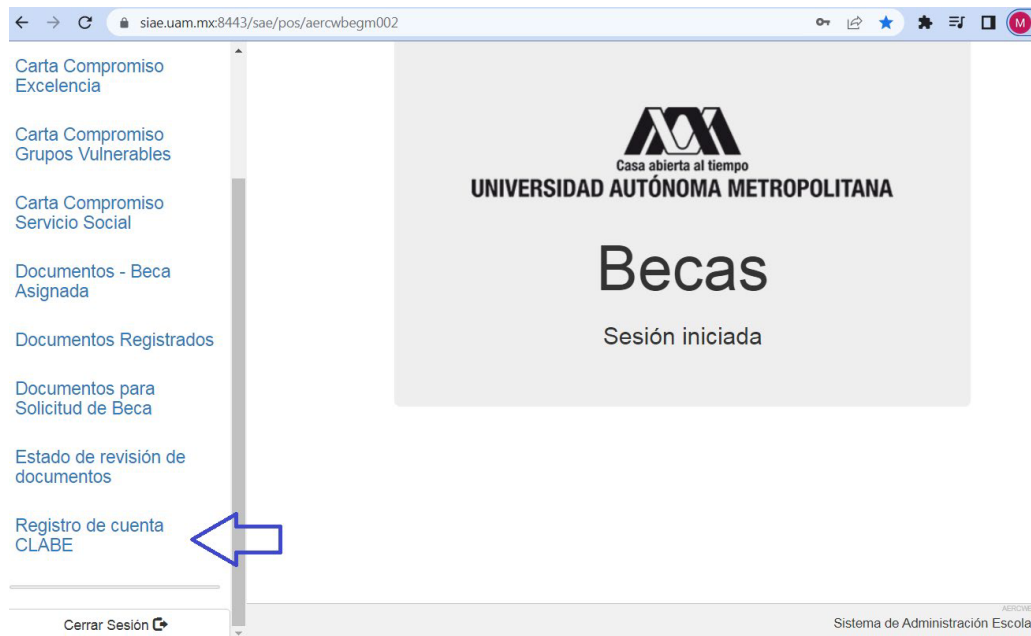 siae.uam.mx:8443/sae/pos/aercwbegm002
M
Carta Compromiso
Excelencia
Carta Compromiso
Grupos Vulnerables
Carta Compromiso
Servicio Social
Documentos - Beca
Asignada
Documentos Registrados
Documentos para
Solicitud de Beca
Estado de revisión de
documentos
Registro de cuenta
CLABE
Cerrar Sesión
Casa abierta al tiempo
UNIVERSIDAD AUTÓNOMA METROPOLITANA
Becas
Sesión iniciada
AERCWE
Sistema de Administración Escola